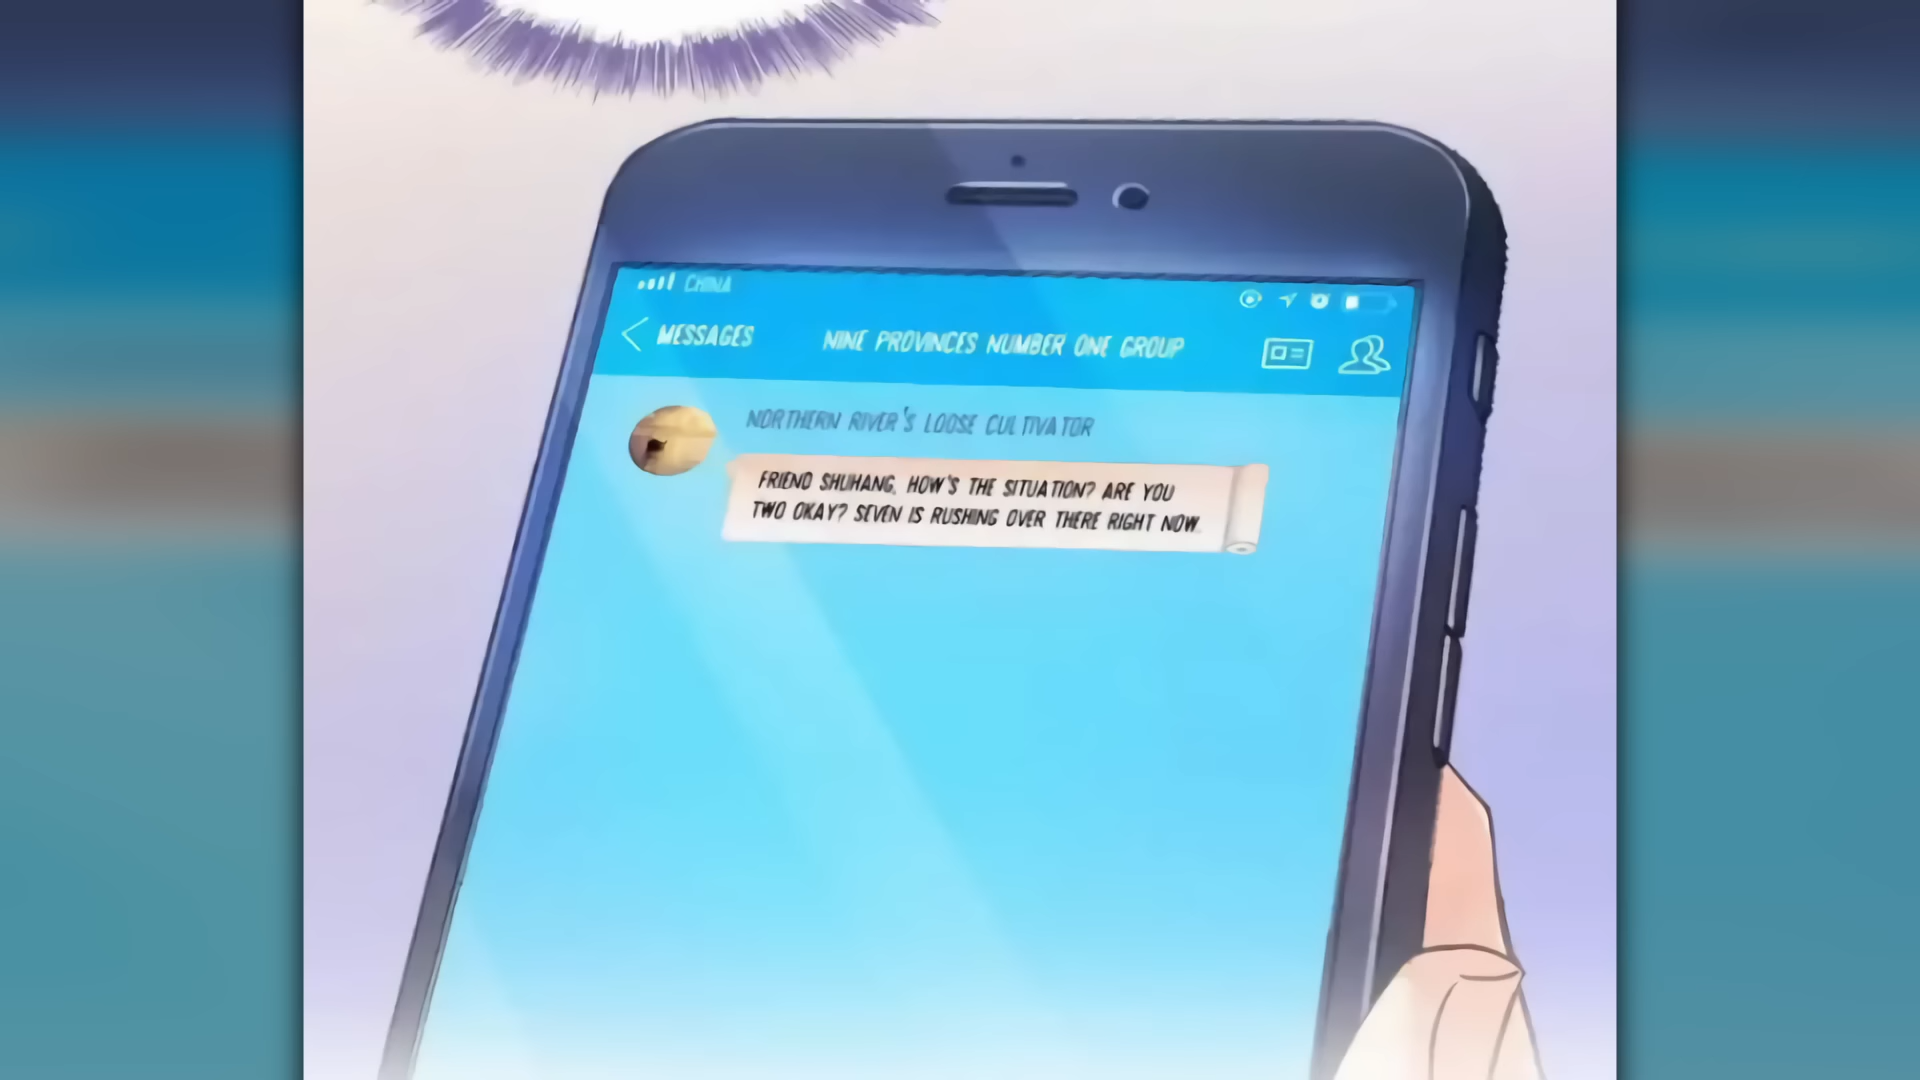 CHINA
MESSAGES
NINE PROVINCES NUMBER ONE GROUP
NORTHERN RIVER'S LOOSE CULTIVATOR
FRIEND SHUHANG, HOW'S THE SITUATION? ARE YOU
TWO OKAY? SEVEN IS RUSHING OVER THERE RIGHT NOW.